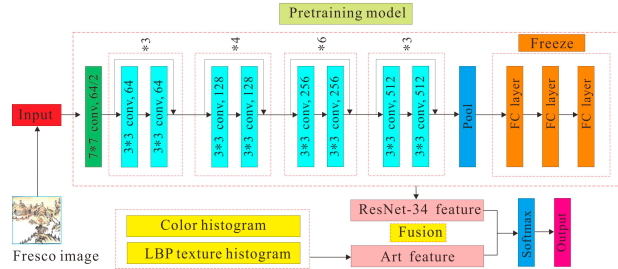 Pretraining model
*3
*4
*6
*3
Freeze
Input
7*7 conv, 64/2
3*3 conv, 64
3*3 conv, 64
3*3 conv, 128
3*3 conv, 128
3*3 conv, 256
3*3 conv, 256
3*3 conv, 512
3*3 conv, 512
Pool
FC layer
FC layer
FC layer
Fresco image
Color histogram
LBP texture histogram
ResNet-34 feature
Fusion
Art feature
Softmax
Output